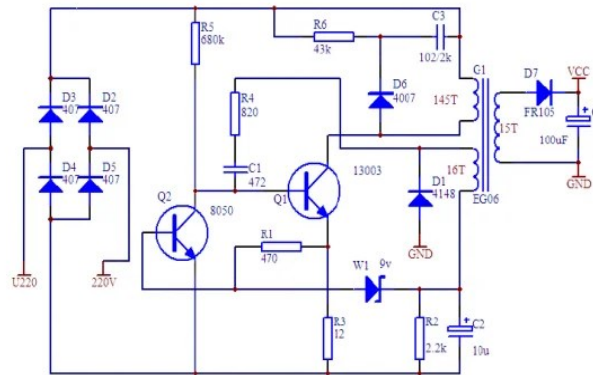 R5
680k
R6
43k
C3
102/2k
G1
D7
VCC
D3
407
D2
407
R4
820
D6
4007
145T
15T
FR105
100uF
D4
407
D5
407
C1
472
13003
16T
GND
Q2
8050
Q1
D1
4148
EG06
R1
470
GND
W1
9v
U220
220V
R3
12
R2
2.2k
C2
10u